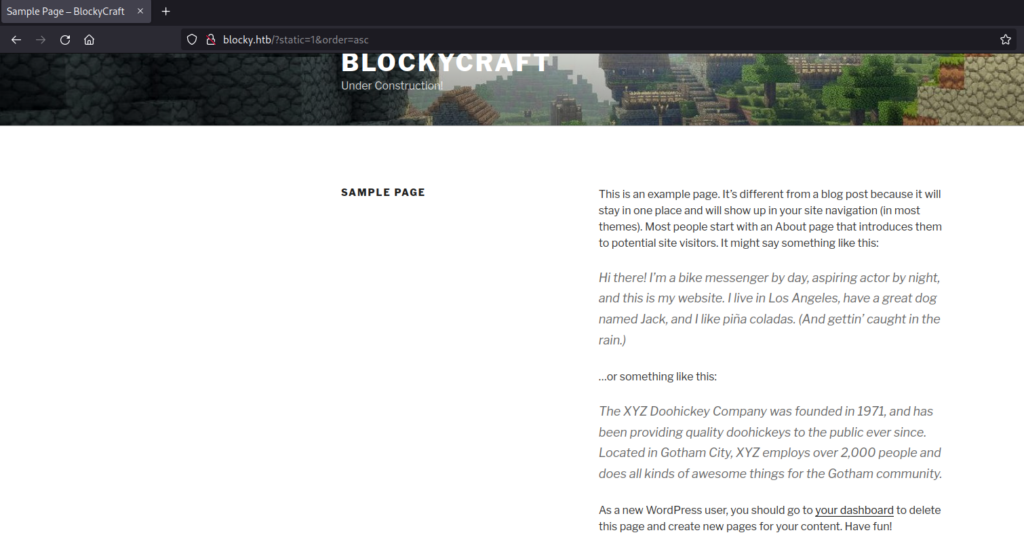 Sample Page – BlockyCraft
blocky.htb/?static=1&order=asc
BLOCKYCRAFT
Under Construction!
SAMPLE PAGE
This is an example page. It’s different from a blog post because it will
stay in one place and will show up in your site navigation (in most
themes). Most people start with an About page that introduces them
to potential site visitors. It might say something like this:
Hi there! I’m a bike messenger by day, aspiring actor by night,
and this is my website. I live in Los Angeles, have a great dog
named Jack, and I like piña coladas. (And gettin’ caught in the
rain.)
…or something like this:
The XYZ Doohickey Company was founded in 1971, and has
been providing quality doohickeys to the public ever since.
Located in Gotham City, XYZ employs over 2,000 people and
does all kinds of awesome things for the Gotham community.
As a new WordPress user, you should go to your dashboard to delete
this page and create new pages for your content. Have fun!